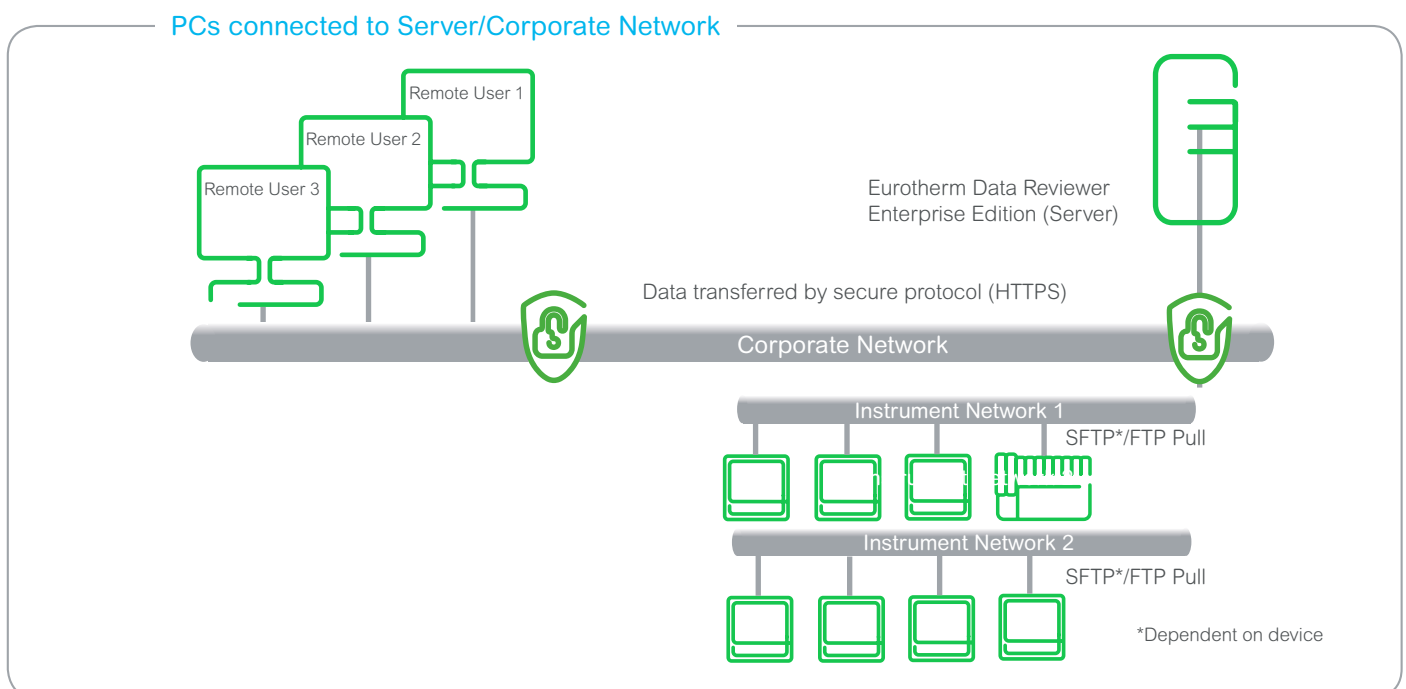 PCs connected to Server/Corporate Network
Remote User 1
Remote User 2
Remote User 3
Eurotherm Data Reviewer
Enterprise Edition (Server)
Data transferred by secure protocol (HTTPS)
Corporate Network
Instrument Network 1
SFTP*/FTP Pull
Instrument Network 2
SFTP*/FTP Pull
*Dependent on device